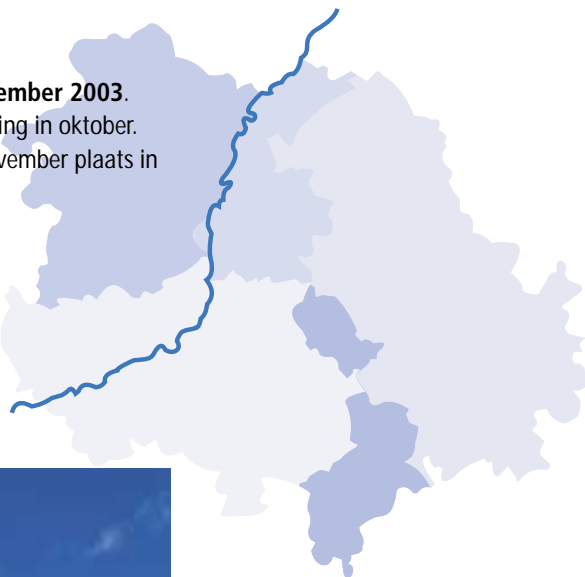 ember 2003.
ing in oktober.
vember plaats in